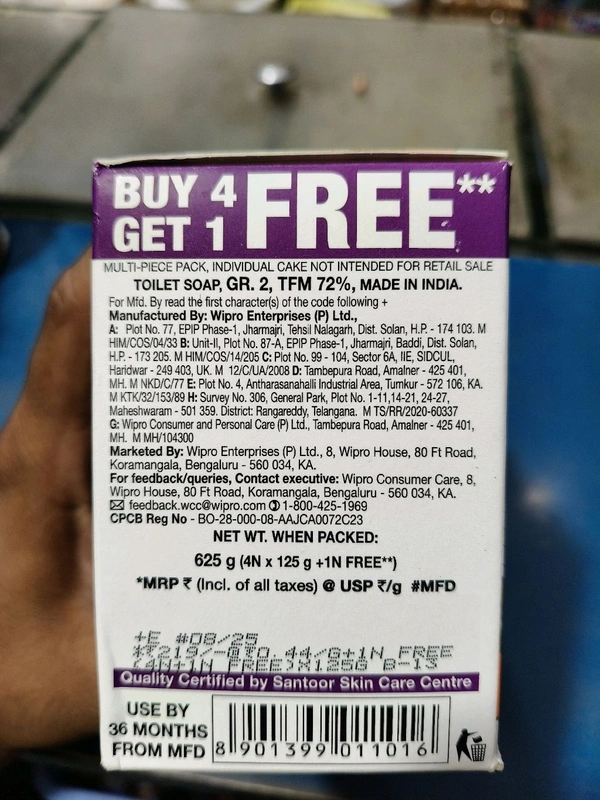 BUY 4
GET 1 FREE**
MULTI-PIECE PACK, INDIVIDUAL CAKE NOT INTENDED FOR RETAIL SALE
TOILET SOAP, GR. 2, TFM 72%, MADE IN INDIA.
For Mfd. By read the first character(s) of the code following +
Manufactured By: Wipro Enterprises (P) Ltd.,
A: Plot No. 77, EPIP Phase-1, Jharmajri, Tehsil Nalagarh, Dist. Solan, H.P. - 174 103. M
HIM/COS/04/33 B: Unit-II, Plot No. 87-A, EPIP Phase-1, Jharmajri, Baddi, Dist. Solan,
H.P. - 173 205. M HIM/COS/14/205 C: Plot No. 99 - 104, Sector 6A, IIE, SIDCUL,
Haridwar - 249 403, UK. M 12/C/UA/2008 D: Tambepura Road, Amalner - 425 401,
MH. M NKD/C/77 E: Plot No. 4, Antharasanahalli Industrial Area, Tumkur - 572 106, KA.
M KTK/32/153/89 H: Survey No. 306, General Park, Plot No. 1-11,14-21, 24-27,
Maheshwaram - 501 359. District: Rangareddy, Telangana. M TS/RR/2020-60337
G: Wipro Consumer and Personal Care (P) Ltd., Tambepura Road, Amalner - 425 401,
MH. M MH/104300
Marketed By: Wipro Enterprises (P) Ltd., 8, Wipro House, 80 Ft Road,
Koramangala, Bengaluru - 560 034, KA.
For feedback/queries, Contact executive: Wipro Consumer Care, 8,
Wipro House, 80 Ft Road, Koramangala, Bengaluru - 560 034, KA.
feedback.wcc@wipro.com 1-800-425-1969
CPCB Reg No - BO-28-000-08-AAJCA0072C23
NET WT. WHEN PACKED:
625 g (4N x 125 g +1N FREE**)
*MRP ₹ (Incl. of all taxes) @ USP ₹/g #MFD
+E #08/25
*₹219/-@₹0.44/G+1N FREE
(4N+1N FREE)X125G B-13
Quality Certified by Santoor Skin Care Centre
USE BY
36 MONTHS
FROM MFD
8 901399 011016